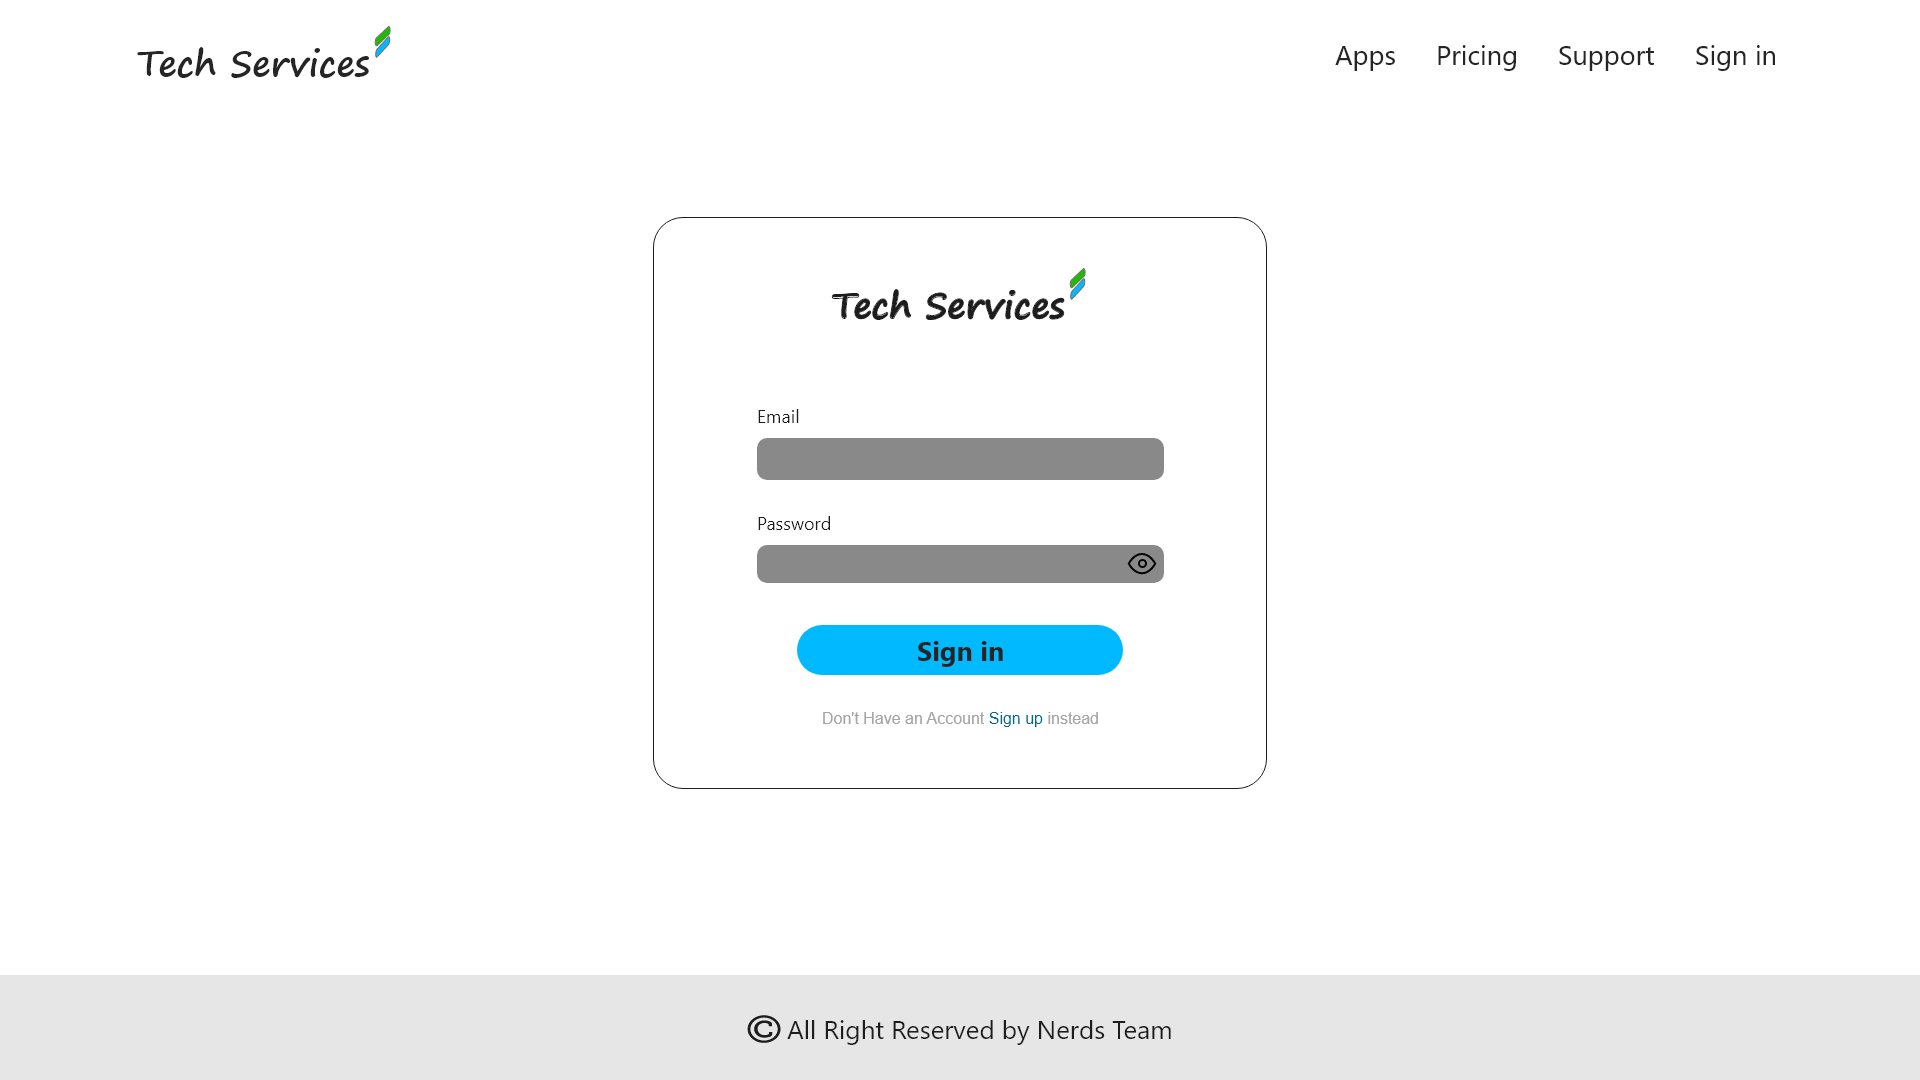 Tech Services
Apps Pricing Support Sign in
Tech Services
Email
Password
Sign in
Don't Have an Account Sign up instead
© All Right Reserved by Nerds Team